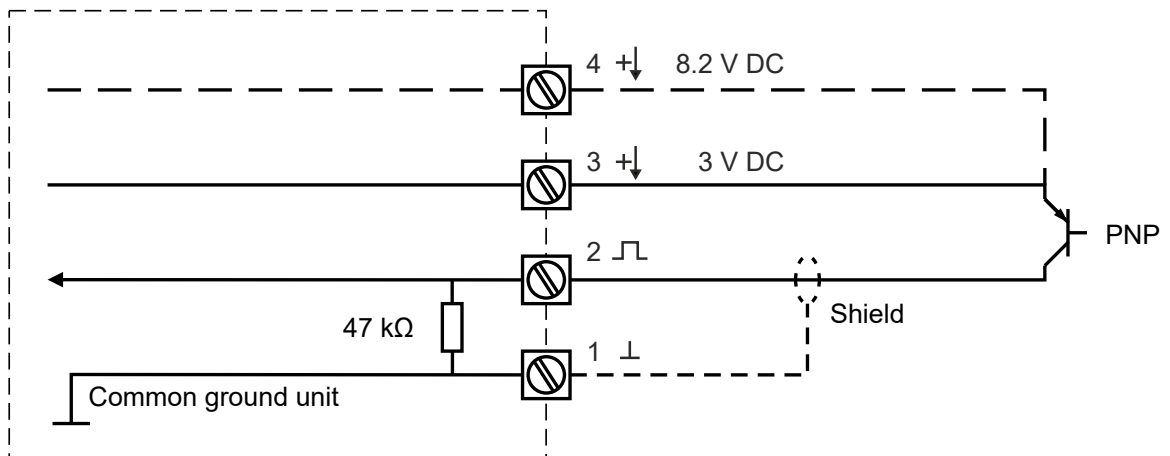 4 + 8.2 V DC
3 + 3 V DC
PNP
2
Shield
47 kΩ
1 ⊥
Common ground unit